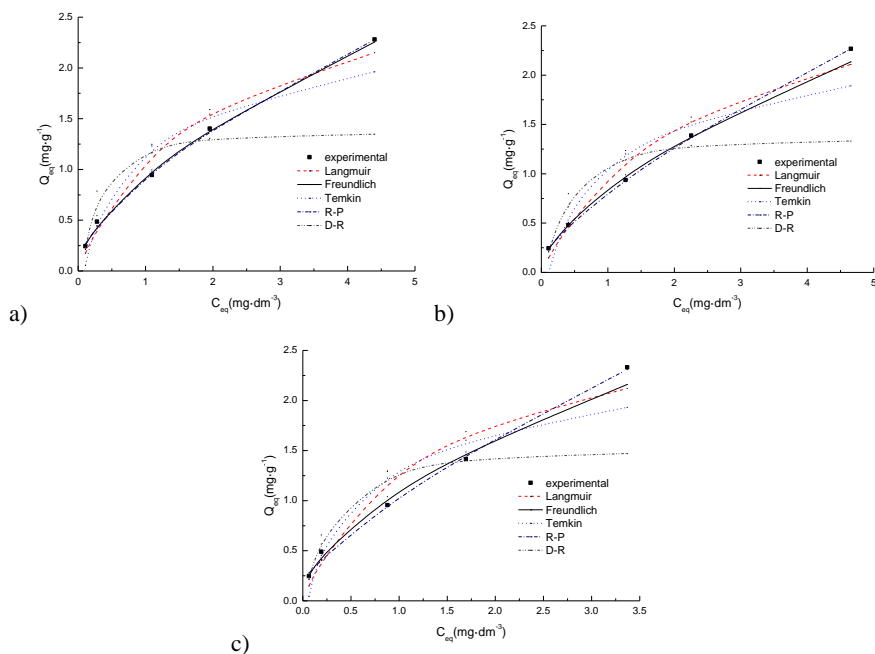 2.5
2.0
1.5
1.0
0.5
0.0
Q_eq(mg·g⁻¹)
experimental
Langmuir
Freundlich
Temkin
R-P
D-R
0 1 2 3 4 5
C_eq(mg·dm⁻³)
a)
2.5
2.0
1.5
1.0
0.5
0.0
Q_eq(mg·g⁻¹)
experimental
Langmuir
Freundlich
Temkin
R-P
D-R
0 1 2 3 4 5
C_eq(mg·dm⁻³)
b)
2.5
2.0
1.5
1.0
0.5
0.0
Q_eq(mg·g⁻¹)
experimental
Langmuir
Freundlich
Temkin
R-P
D-R
0.0 0.5 1.0 1.5 2.0 2.5 3.0 3.5
C_eq(mg·dm⁻³)
c)